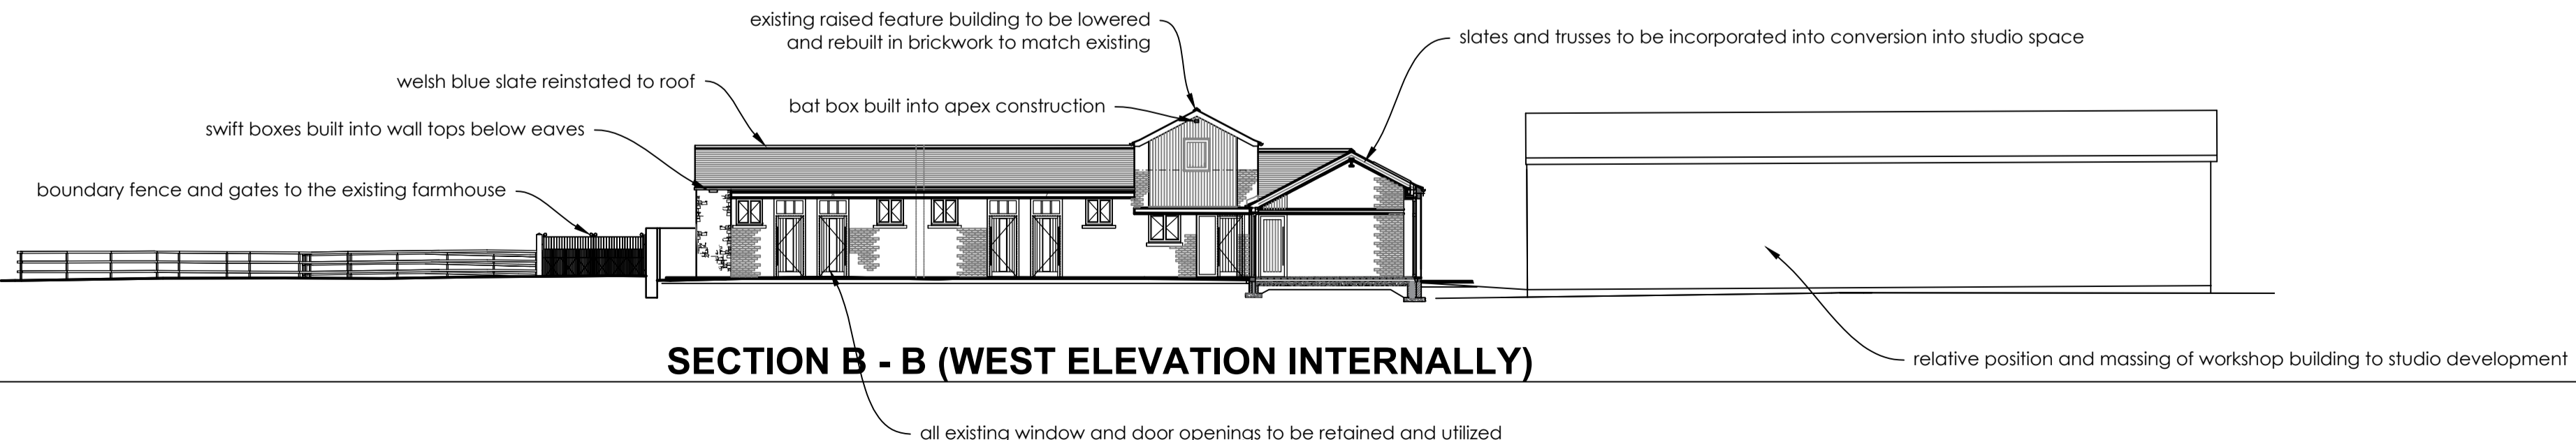 existing raised feature building to be lowered
and rebuilt in brickwork to match existing
slates and trusses to be incorporated into conversion into studio space
welsh blue slate reinstated to roof
bat box built into apex construction
swift boxes built into wall tops below eaves
boundary fence and gates to the existing farmhouse
SECTION B - B (WEST ELEVATION INTERNALLY)
relative position and massing of workshop building to studio development
all existing window and door openings to be retained and utilized